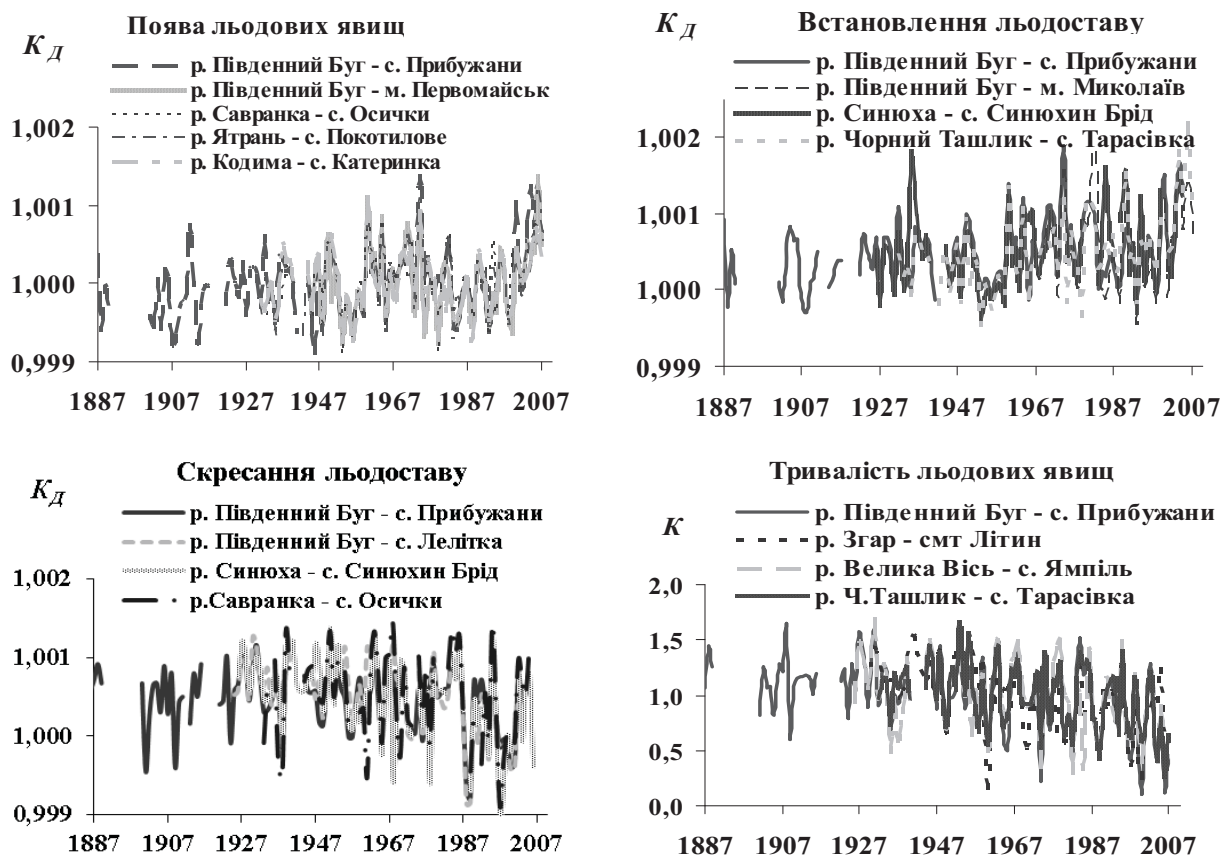 Поява льодових явищ
К Д
р. Південний Буг - с. Прибужани
р. Південний Буг - м. Первомайськ
р. Савранка - с. Осички
р. Ятрань - с. Покотилове
р. Кодима - с. Катеринка
1,002
1,001
1,000
0,999
1887 1907 1927 1947 1967 1987 2007
Встановлення льодоставу
К Д
р. Південний Буг - с. Прибужани
р. Південний Буг - м. Миколаїв
р. Синюха - с. Синюхин Брід
р. Чорний Ташлик - с. Тарасівка
1,002
1,001
1,000
0,999
1887 1907 1927 1947 1967 1987 2007
Скресання льодоставу
К Д
р. Південний Буг - с. Прибужани
р. Південний Буг - с. Лелітка
р. Синюха - с. Синюхин Брід
р.Савранка - с. Осички
1,002
1,001
1,000
0,999
1887 1907 1927 1947 1967 1987 2007
Тривалість льодових явищ
К
р. Південний Буг - с. Прибужани
р. Згар - смт Літин
р. Велика Вісь - с. Ямпіль
р. Ч.Ташлик - с. Тарасівка
2,0
1,5
1,0
0,5
0,0
1887 1907 1927 1947 1967 1987 2007